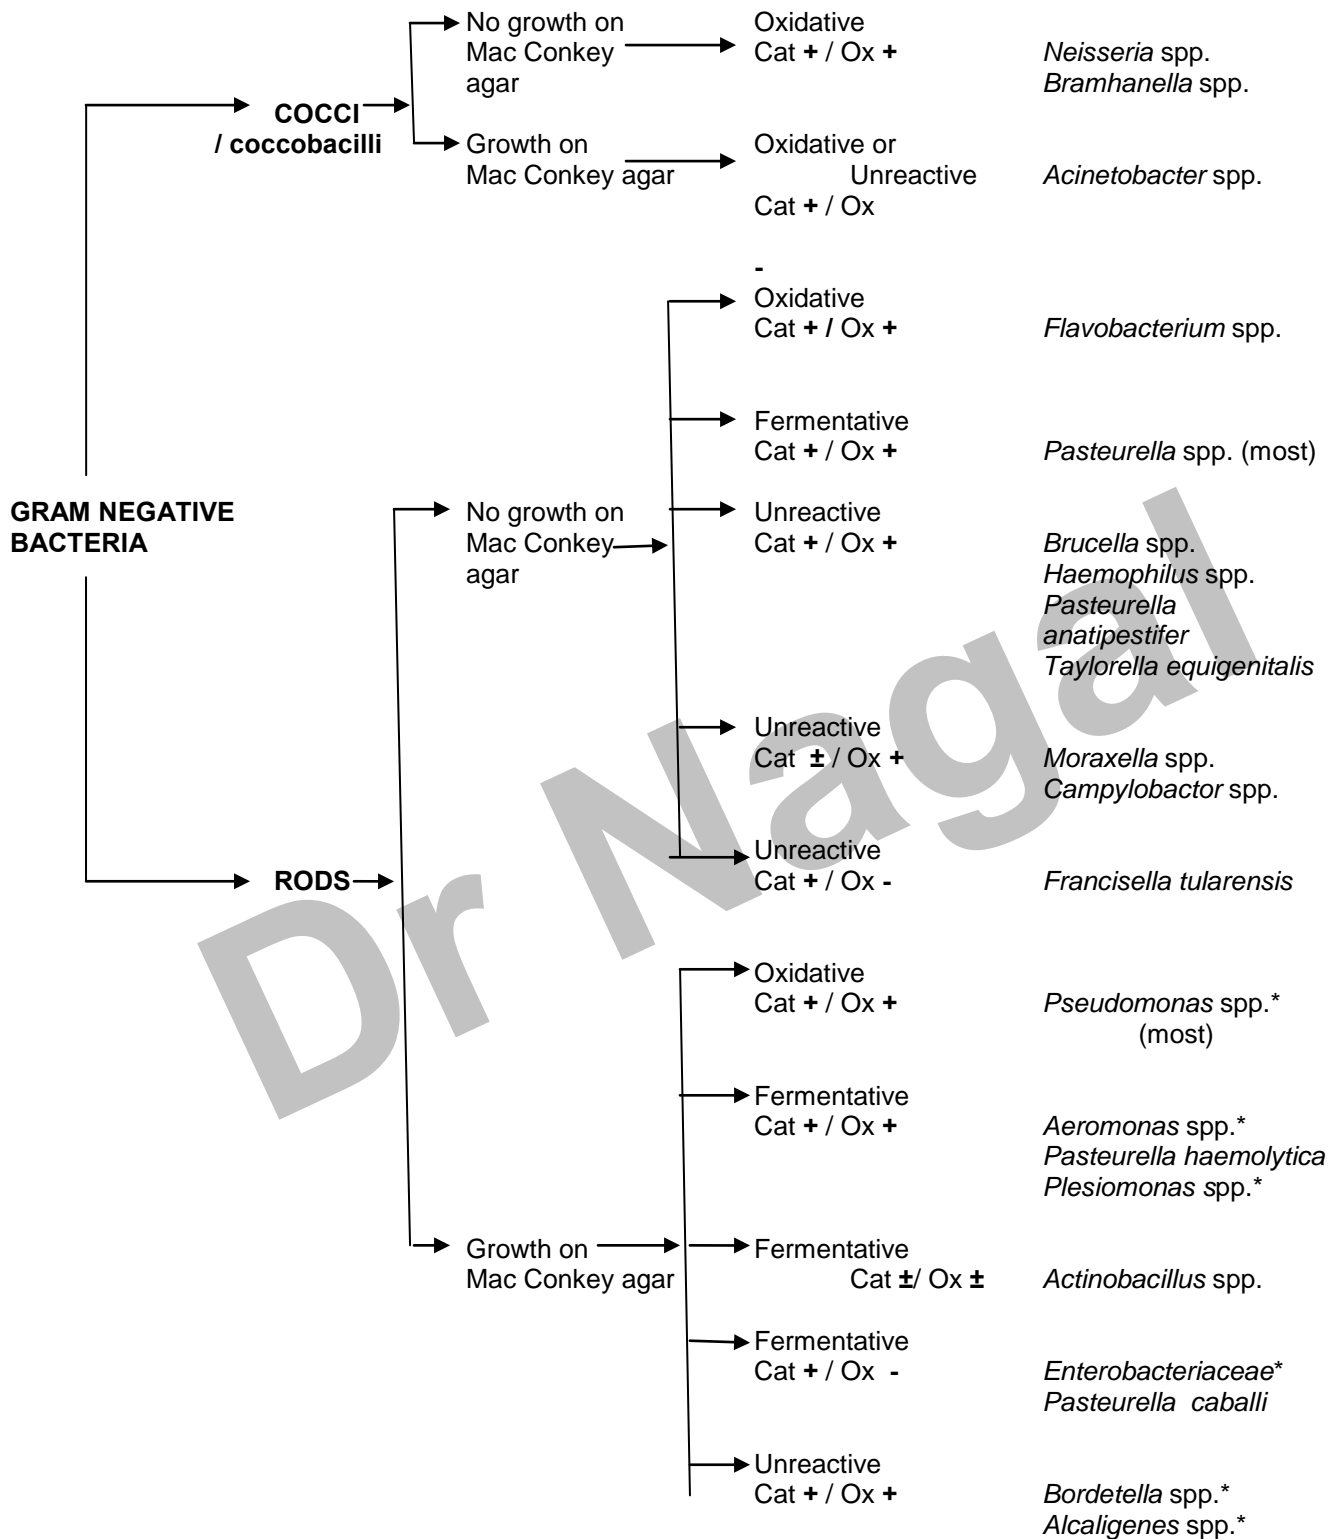 No growth on
Mac Conkey
agar
Oxidative
Cat + / Ox +
Neisseria spp.
Bramhanella spp.
COCCI
/ coccobacilli
Growth on
Mac Conkey agar
Oxidative or
Unreactive
Cat + / Ox
-
Acinetobacter spp.
GRAM NEGATIVE
BACTERIA
RODS
No growth on
Mac Conkey
agar
Oxidative
Cat + / Ox +
Flavobacterium spp.
Fermentative
Cat + / Ox +
Pasteurella spp. (most)
Unreactive
Cat + / Ox +
Brucella spp.
Haemophilus spp.
Pasteurella
anatipestifer
Taylorella equigenitalis
Unreactive
Cat ± / Ox +
Moraxella spp.
Campylobactor spp.
Unreactive
Cat + / Ox -
Francisella tularensis
Growth on
Mac Conkey agar
Oxidative
Cat + / Ox +
Pseudomonas spp.*
(most)
Fermentative
Cat + / Ox +
Aeromonas spp.*
Pasteurella haemolytica
Plesiomonas spp.*
Fermentative
Cat ±/ Ox ±
Actinobacillus spp.
Fermentative
Cat + / Ox -
Enterobacteriaceae*
Pasteurella caballi
Unreactive
Cat + / Ox +
Bordetella spp.*
Alcaligenes spp.*
Dr Nagal